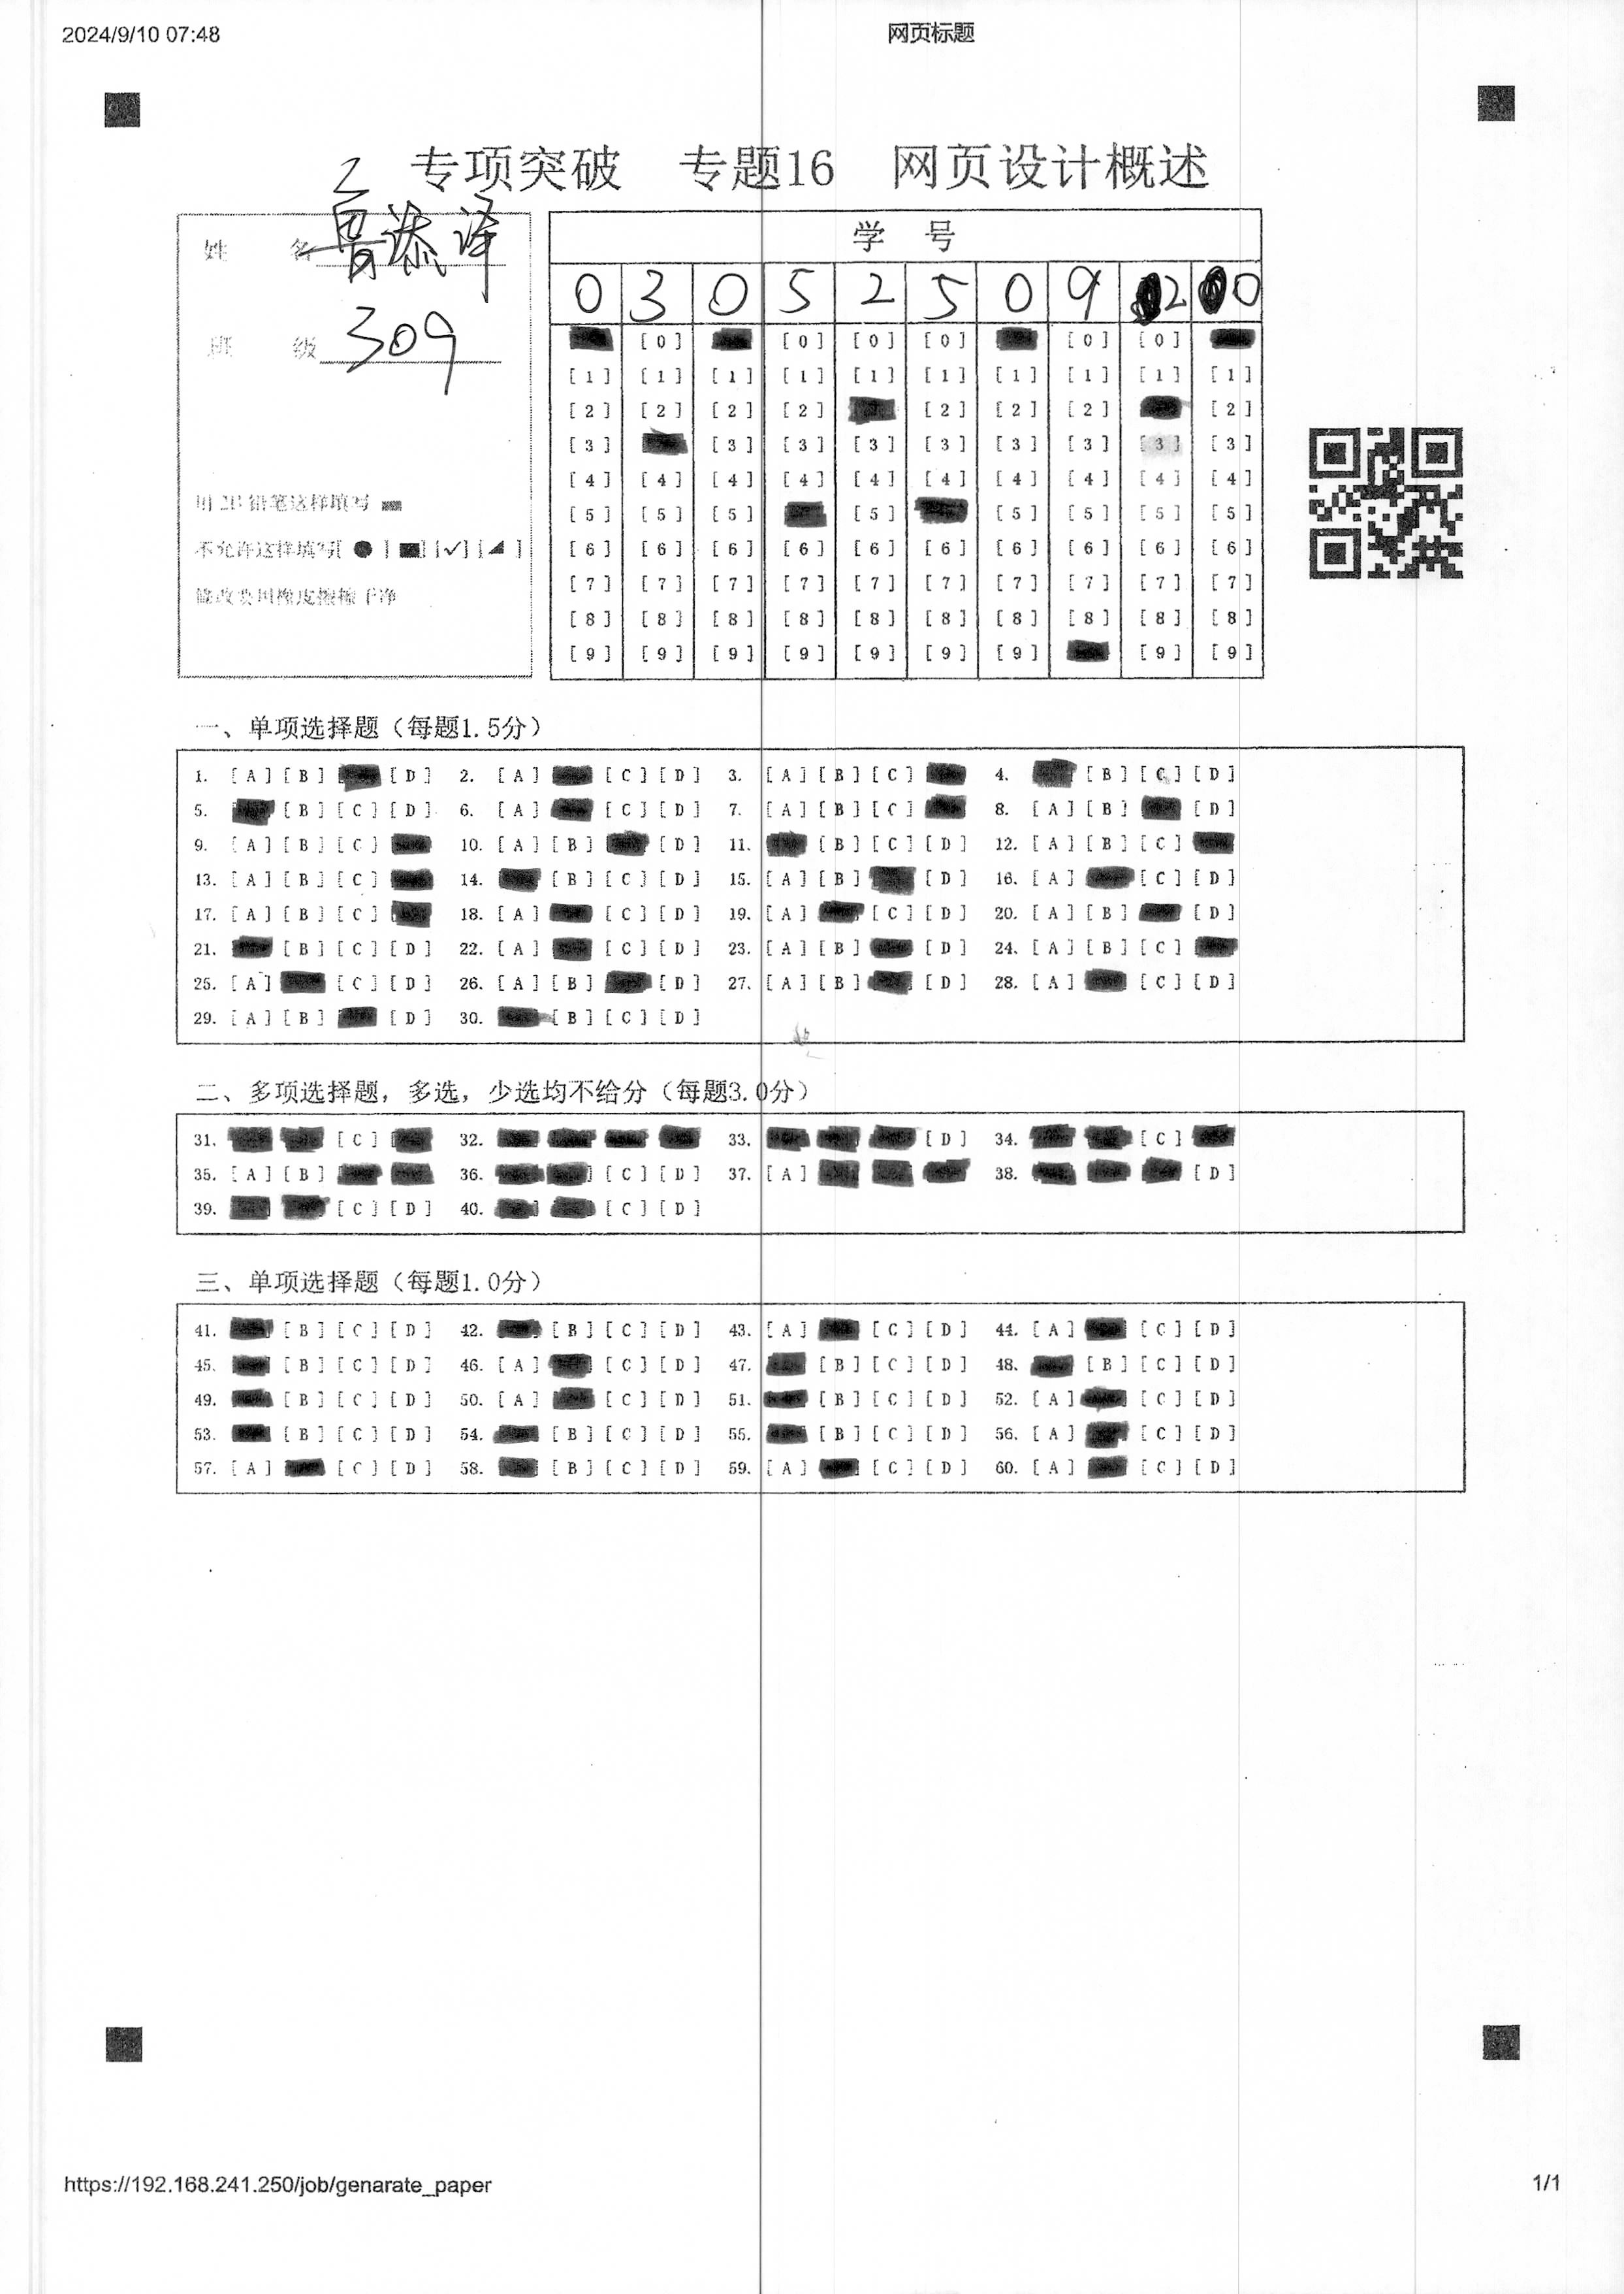 2024/9/10 07:48 网页标题
专项突破 专题16 网页设计概述
姓 名 鲁添译
班 级 309
用2B铅笔这样填写
不允许这样填写[●][■][✓][◢]
修改要用橡皮擦擦干净
学 号
0 3 0 5 2 5 0 9 2 0
[0] [0] [0] [0] [0] [0]
[1] [1] [1] [1] [1] [1] [1] [1] [1] [1]
[2] [2] [2] [2] [2] [2] [2] [2]
[3] [3] [3] [3] [3] [3] [3] [3] [3]
[4] [4] [4] [4] [4] [4] [4] [4] [4] [4]
[5] [5] [5] [5] [5] [5] [5] [5]
[6] [6] [6] [6] [6] [6] [6] [6] [6] [6]
[7] [7] [7] [7] [7] [7] [7] [7] [7] [7]
[8] [8] [8] [8] [8] [8] [8] [8] [8] [8]
[9] [9] [9] [9] [9] [9] [9] [9] [9]
一、单项选择题（每题1.5分）
1. [A][B] [D] 2. [A] [C][D] 3. [A][B][C] 4. [B][C][D]
5. [B][C][D] 6. [A] [C][D] 7. [A][B][C] 8. [A][B] [D]
9. [A][B][C] 10. [A][B] [D] 11. [B][C][D] 12. [A][B][C]
13. [A][B][C] 14. [B][C][D] 15. [A][B] [D] 16. [A] [C][D]
17. [A][B][C] 18. [A] [C][D] 19. [A] [C][D] 20. [A][B] [D]
21. [B][C][D] 22. [A] [C][D] 23. [A][B] [D] 24. [A][B][C]
25. [A] [C][D] 26. [A][B] [D] 27. [A][B] [D] 28. [A] [C][D]
29. [A][B] [D] 30. [B][C][D]
二、多项选择题，多选，少选均不给分（每题3.0分）
31. [C] 32. 33. [D] 34. [C]
35. [A][B] 36. [C][D] 37. [A] 38. [D]
39. [C][D] 40. [C][D]
三、单项选择题（每题1.0分）
41. [B][C][D] 42. [B][C][D] 43. [A] [C][D] 44. [A] [C][D]
45. [B][C][D] 46. [A] [C][D] 47. [B][C][D] 48. [B][C][D]
49. [B][C][D] 50. [A] [C][D] 51. [B][C][D] 52. [A] [C][D]
53. [B][C][D] 54. [B][C][D] 55. [B][C][D] 56. [A] [C][D]
57. [A] [C][D] 58. [B][C][D] 59. [A] [C][D] 60. [A] [C][D]
https://192.168.241.250/job/genarate_paper 1/1